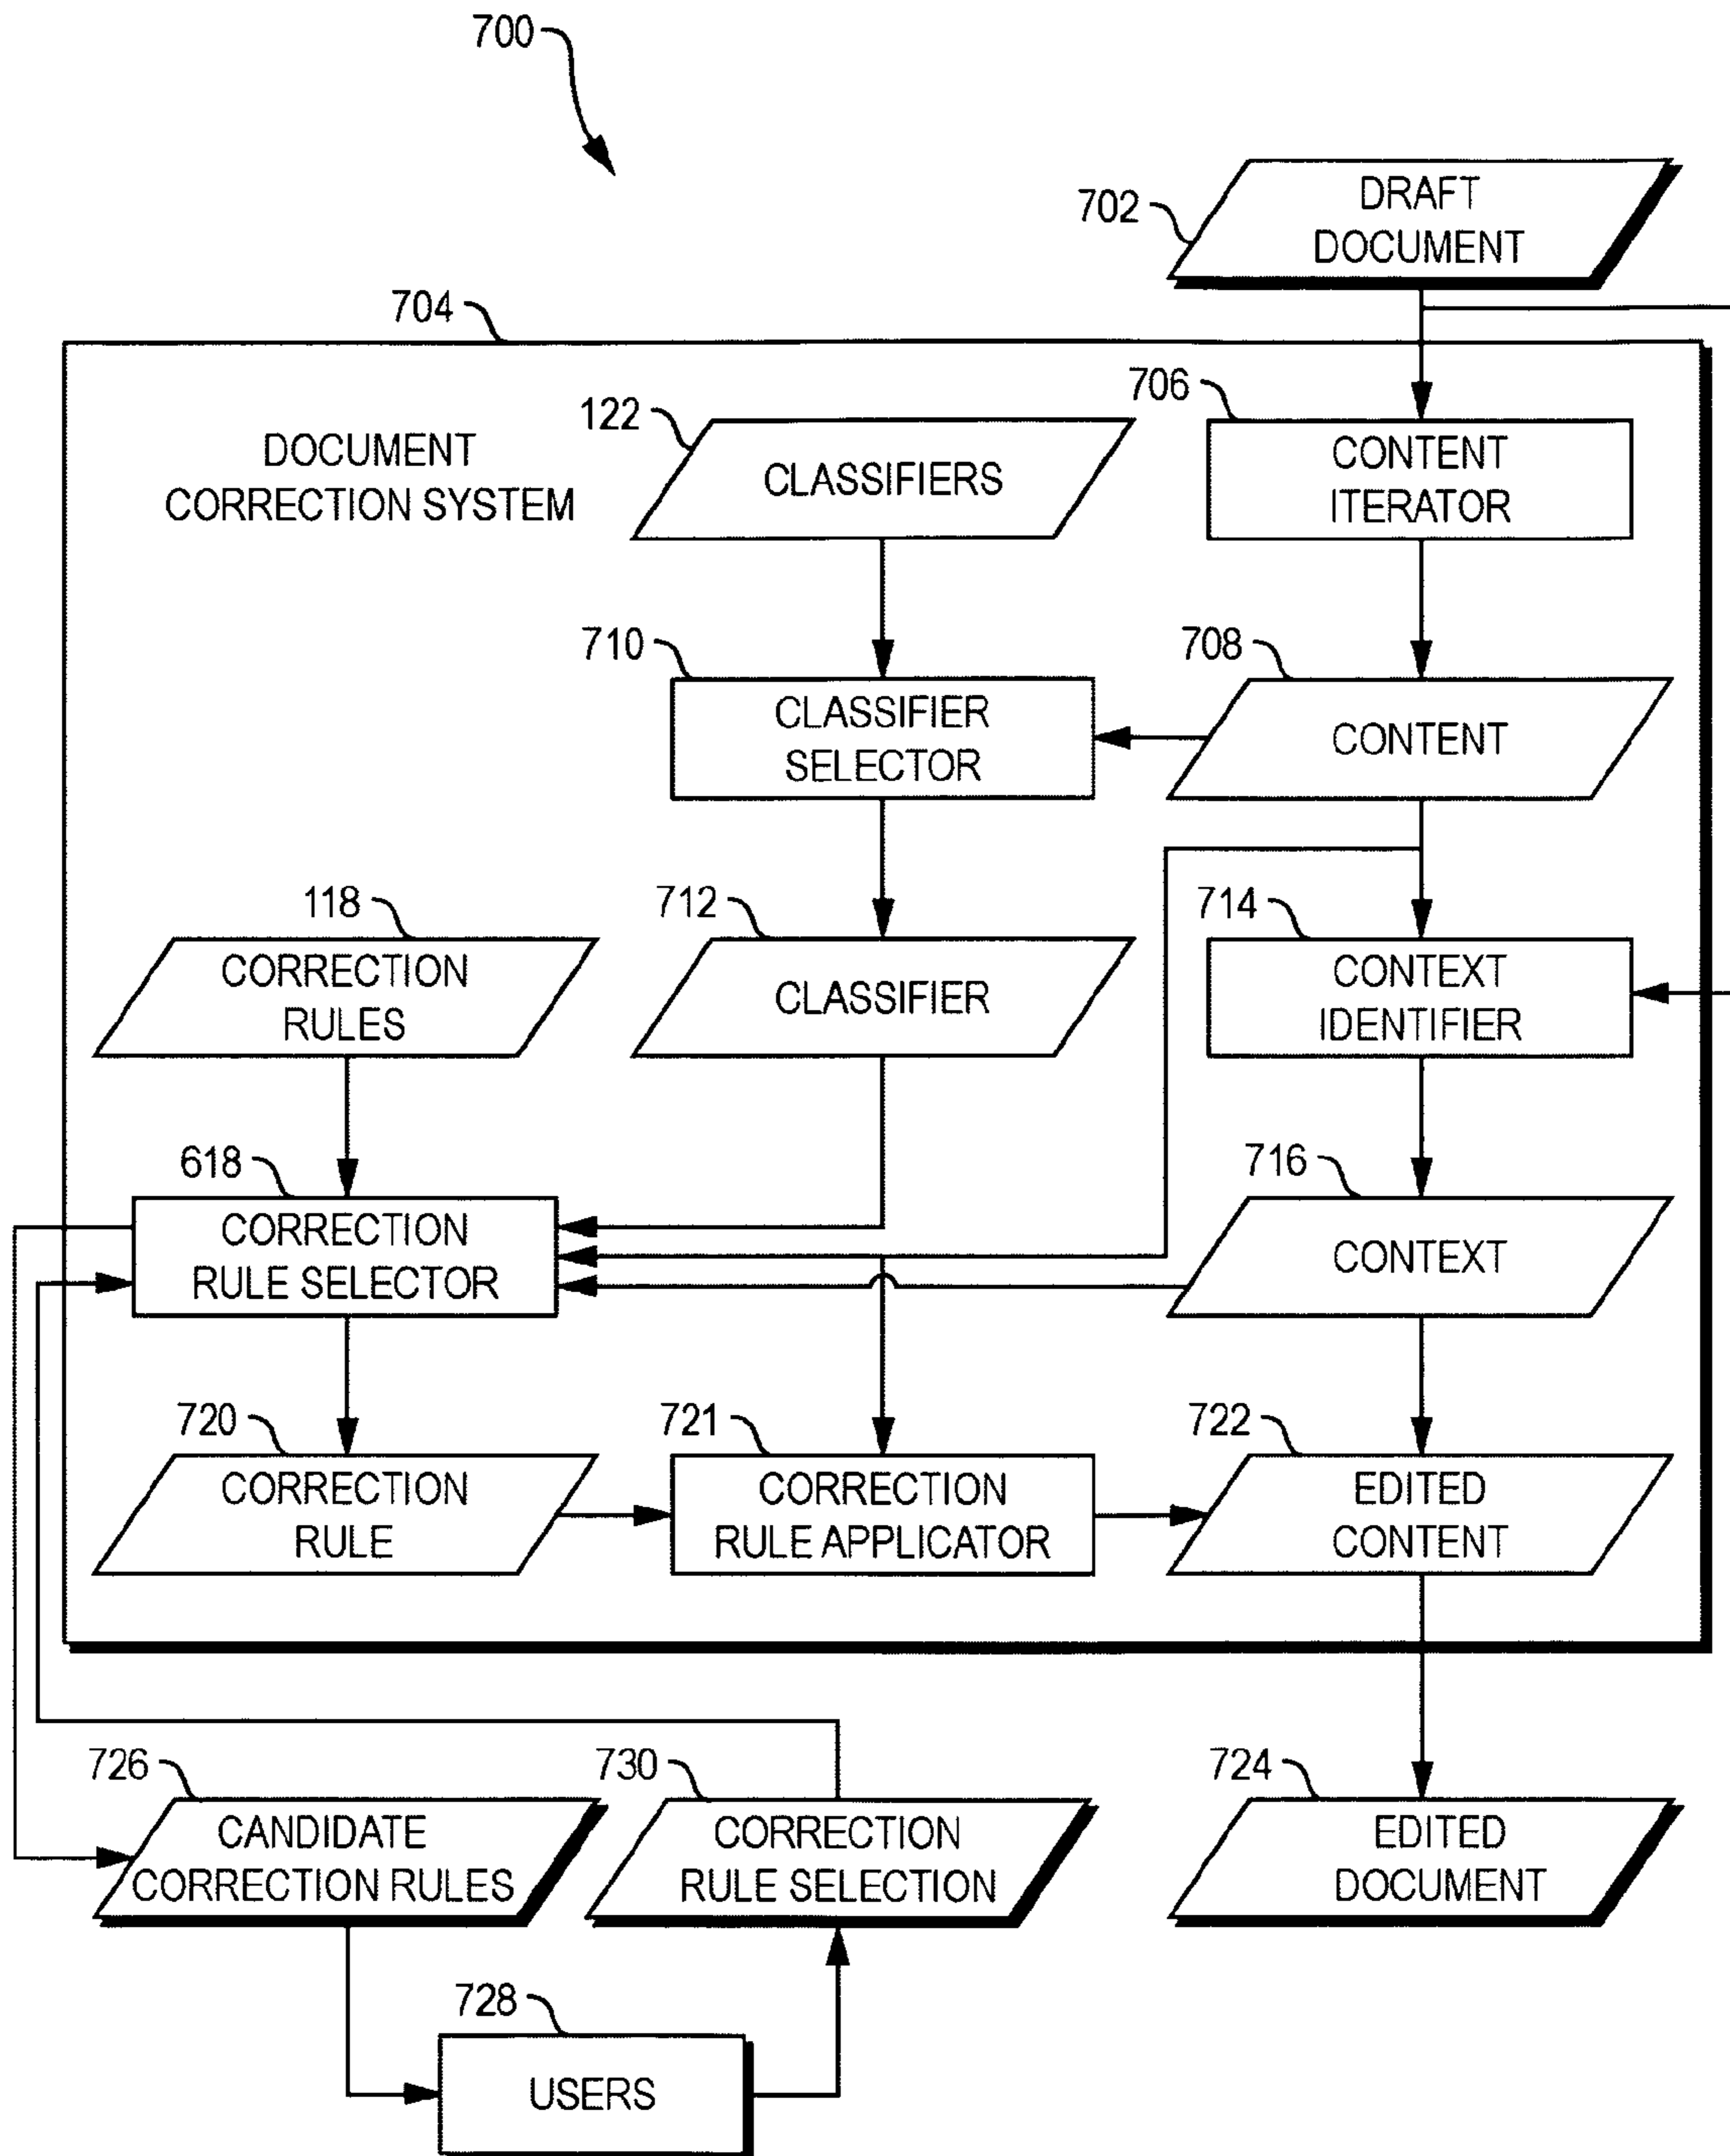 700
702
DRAFT
DOCUMENT
704
DOCUMENT
CORRECTION SYSTEM
122
CLASSIFIERS
706
CONTENT
ITERATOR
710
CLASSIFIER
SELECTOR
708
CONTENT
118
CORRECTION
RULES
712
CLASSIFIER
714
CONTEXT
IDENTIFIER
618
CORRECTION
RULE SELECTOR
716
CONTEXT
720
CORRECTION
RULE
721
CORRECTION
RULE APPLICATOR
722
EDITED
CONTENT
726
CANDIDATE
CORRECTION RULES
730
CORRECTION
RULE SELECTION
724
EDITED
DOCUMENT
728
USERS